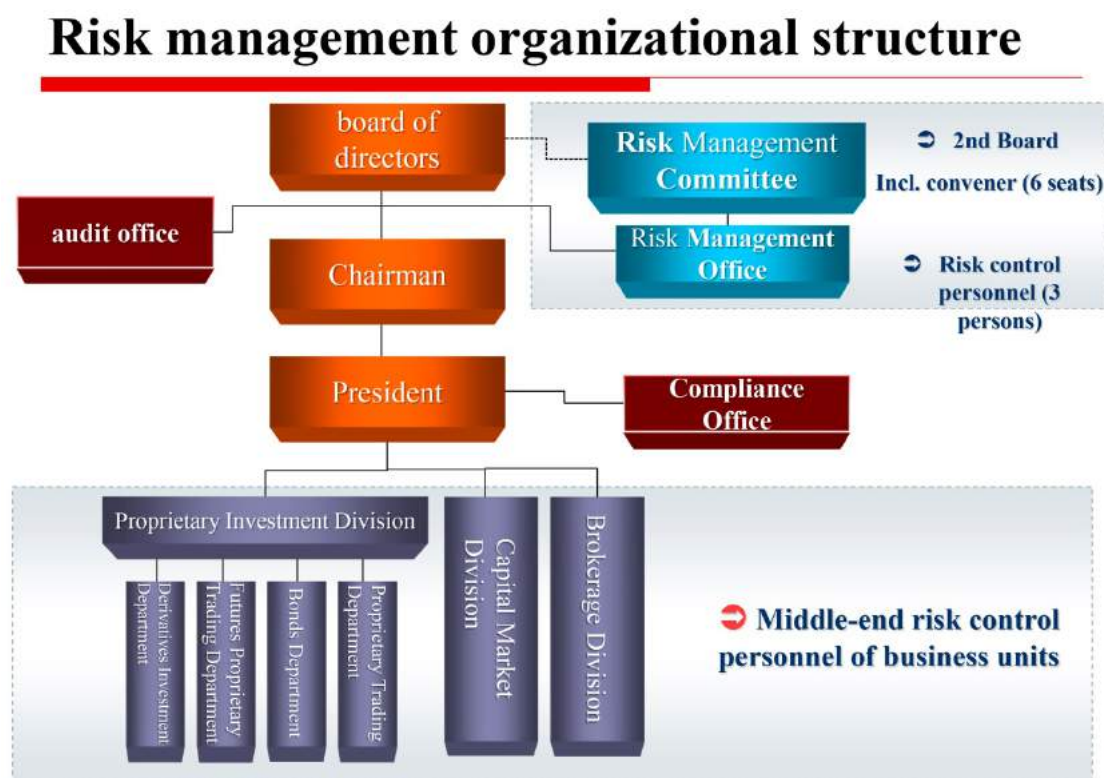 Risk management organizational structure
board of
directors
Risk Management
Committee
➲ 2nd Board
Incl. convener (6 seats)
audit office
Risk Management
Office
Chairman
➲ Risk control
personnel (3
persons)
President
Compliance
Office
Proprietary Investment Division
Derivatives Investment
Department
Futures Proprietary
Trading Department
Bonds Department
Proprietary Trading
Department
Capital Market
Division
Brokerage Division
➲ Middle-end risk control
personnel of business units